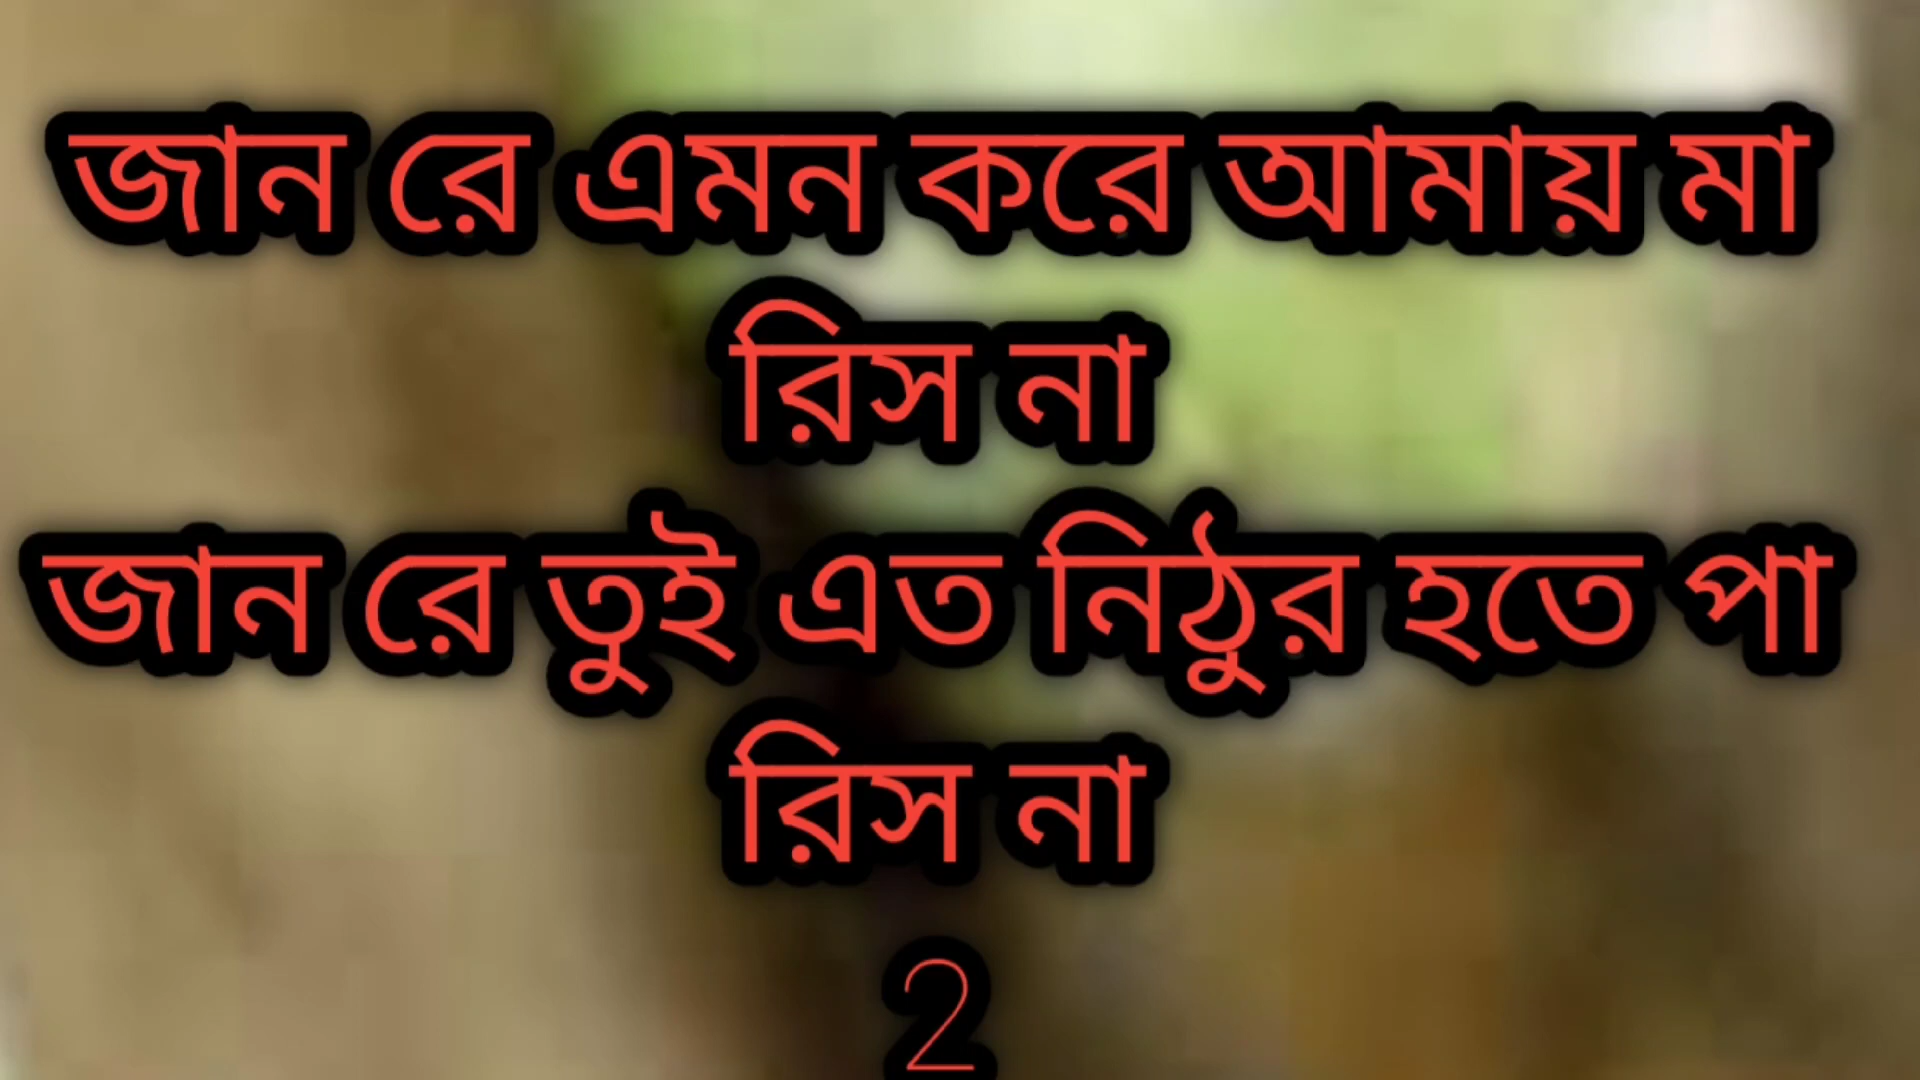 জান রে এমন করে আমায় মা
রিস না
জান রে তুই এত নিঠুর হতে পা
রিস না
2